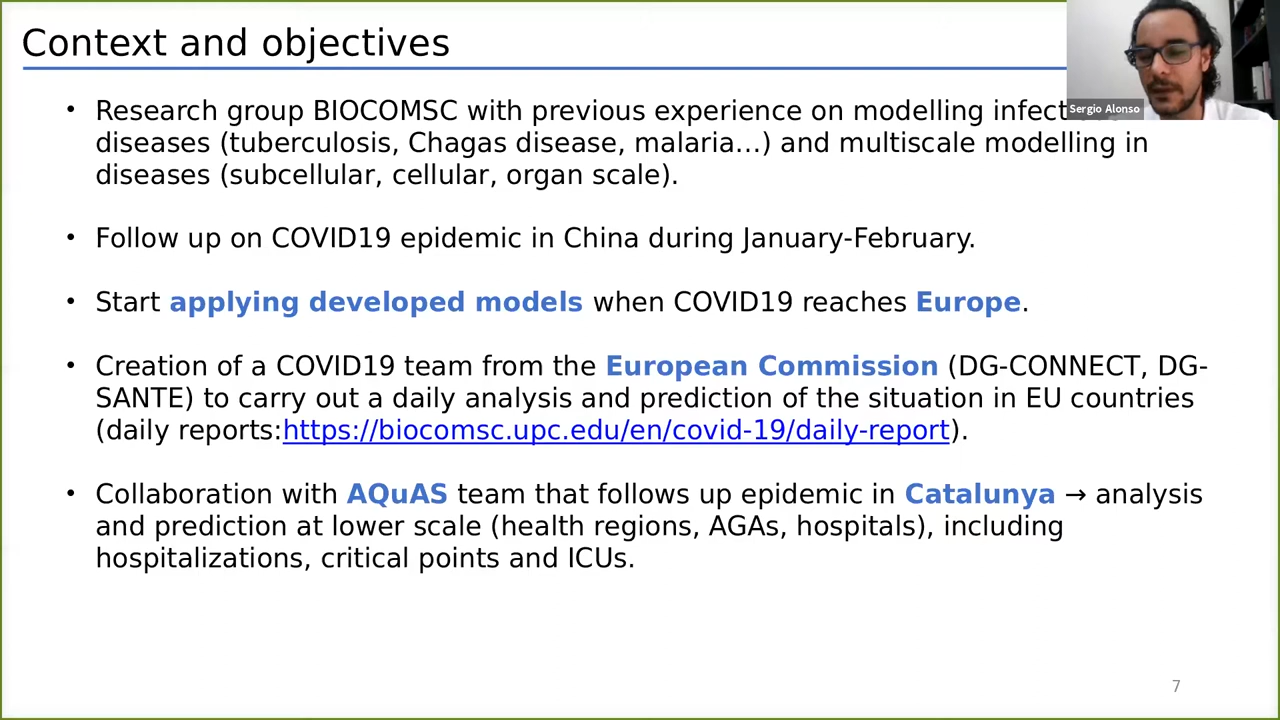 Context and objectives
Sergio Alonso
• Research group BIOCOMSC with previous experience on modelling
diseases (tuberculosis, Chagas disease, malaria…) and multiscale modelling in
diseases (subcellular, cellular, organ scale).
• Follow up on COVID19 epidemic in China during January-February.
• Start applying developed models when COVID19 reaches Europe.
• Creation of a COVID19 team from the European Commission (DG-CONNECT, DG-
SANTE) to carry out a daily analysis and prediction of the situation in EU countries
(daily reports:https://biocomsc.upc.edu/en/covid-19/daily-report).
• Collaboration with AQuAS team that follows up epidemic in Catalunya → analysis
and prediction at lower scale (health regions, AGAs, hospitals), including
hospitalizations, critical points and ICUs.
7